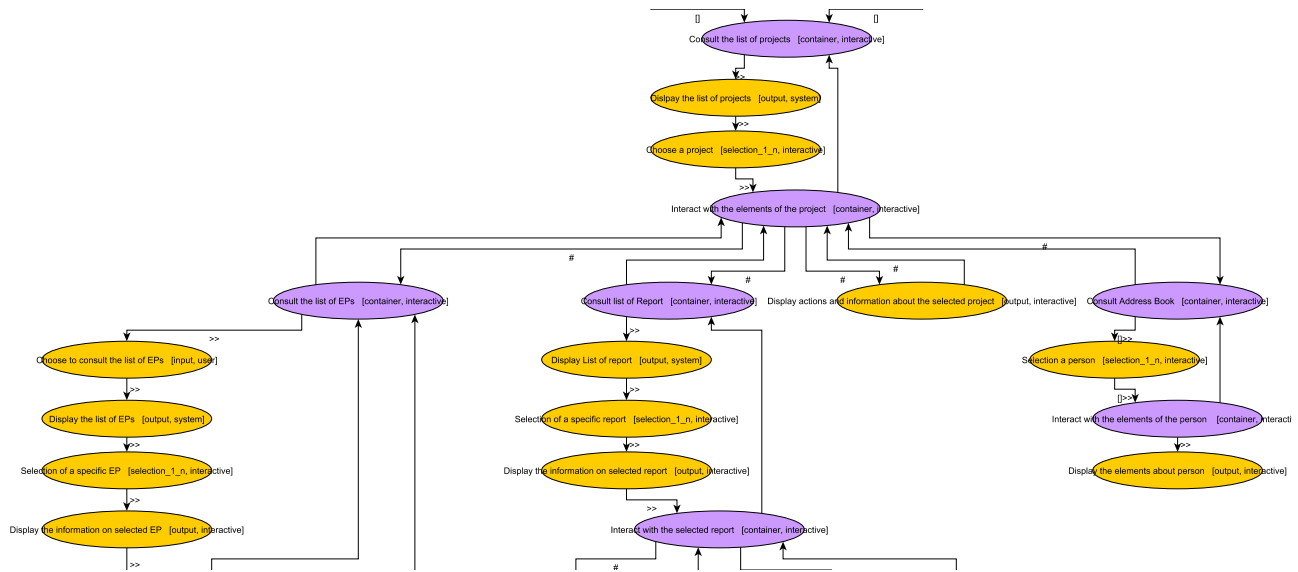 [] []
Consult the list of projects [container, interactive]
>>
Dislpay the list of projects [output, system]
>>
Choose a project [selection_1_n, interactive]
>>
Interact with the elements of the project [container, interactive]
#
#
#
#
#
Consult the list of EPs [container, interactive]
Consult list of Report [container, interactive]
Display actions and information about the selected project [output, interactive]
Consult Address Book [container, interactive]
>>
>>
[]>>
Choose to consult the list of EPs [input, user]
Display List of report [output, system]
Selection a person [selection_1_n, interactive]
>>
>>
[]>>
Display the list of EPs [output, system]
Selection of a specific report [selection_1_n, interactive]
Interact with the elements of the person [container, interacti
>>
>>
>>
Selection of a specific EP [selection_1_n, interactive]
Display the information on selected report [output, interactive]
Display the elements about person [output, interactive]
>>
>>
Display the information on selected EP [output, interactive]
Interact with the selected report [container, interactive]
>>
#